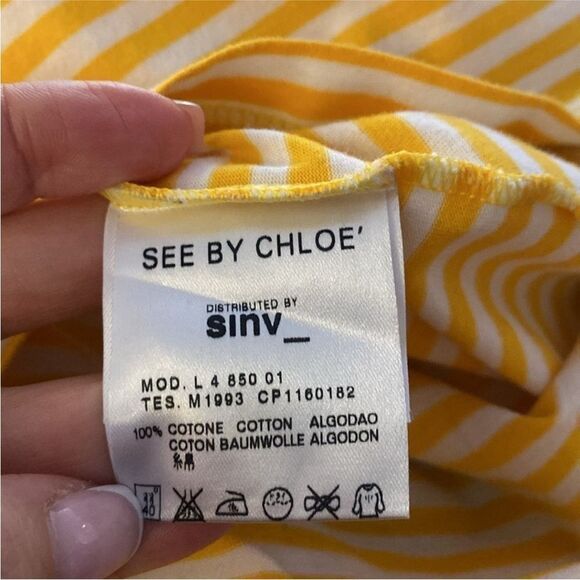 SEE BY CHLOE'
DISTRIBUTED BY
sinv_
MOD. L 4 850 01
TES. M1993 CP1160182
100% COTONE COTTON ALGODAO
COTON BAUMWOLLE ALGODON
綿
40